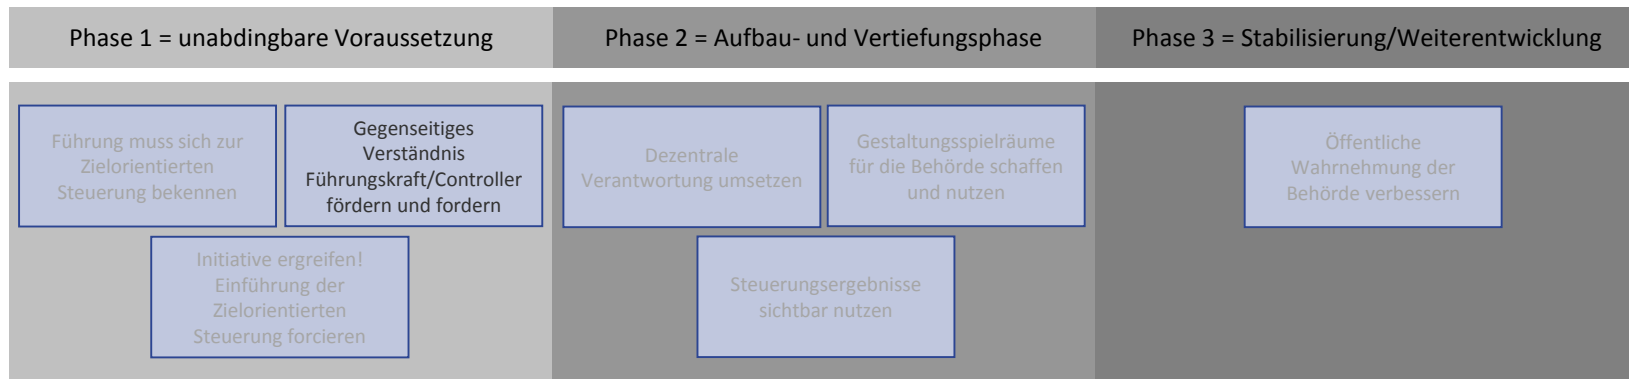 Phase 1 = unabdingbare Voraussetzung
Phase 2 = Aufbau- und Vertiefungsphase
Phase 3 = Stabilisierung/Weiterentwicklung
Führung muss sich zur
Zielorientierten
Steuerung bekennen
Gegenseitiges
Verständnis
Führungskraft/Controller
fördern und fordern
Initiative ergreifen!
Einführung der
Zielorientierten
Steuerung forcieren
Dezentrale
Verantwortung umsetzen
Gestaltungsspielräume
für die Behörde schaffen
und nutzen
Steuerungsergebnisse
sichtbar nutzen
Öffentliche
Wahrnehmung der
Behörde verbessern